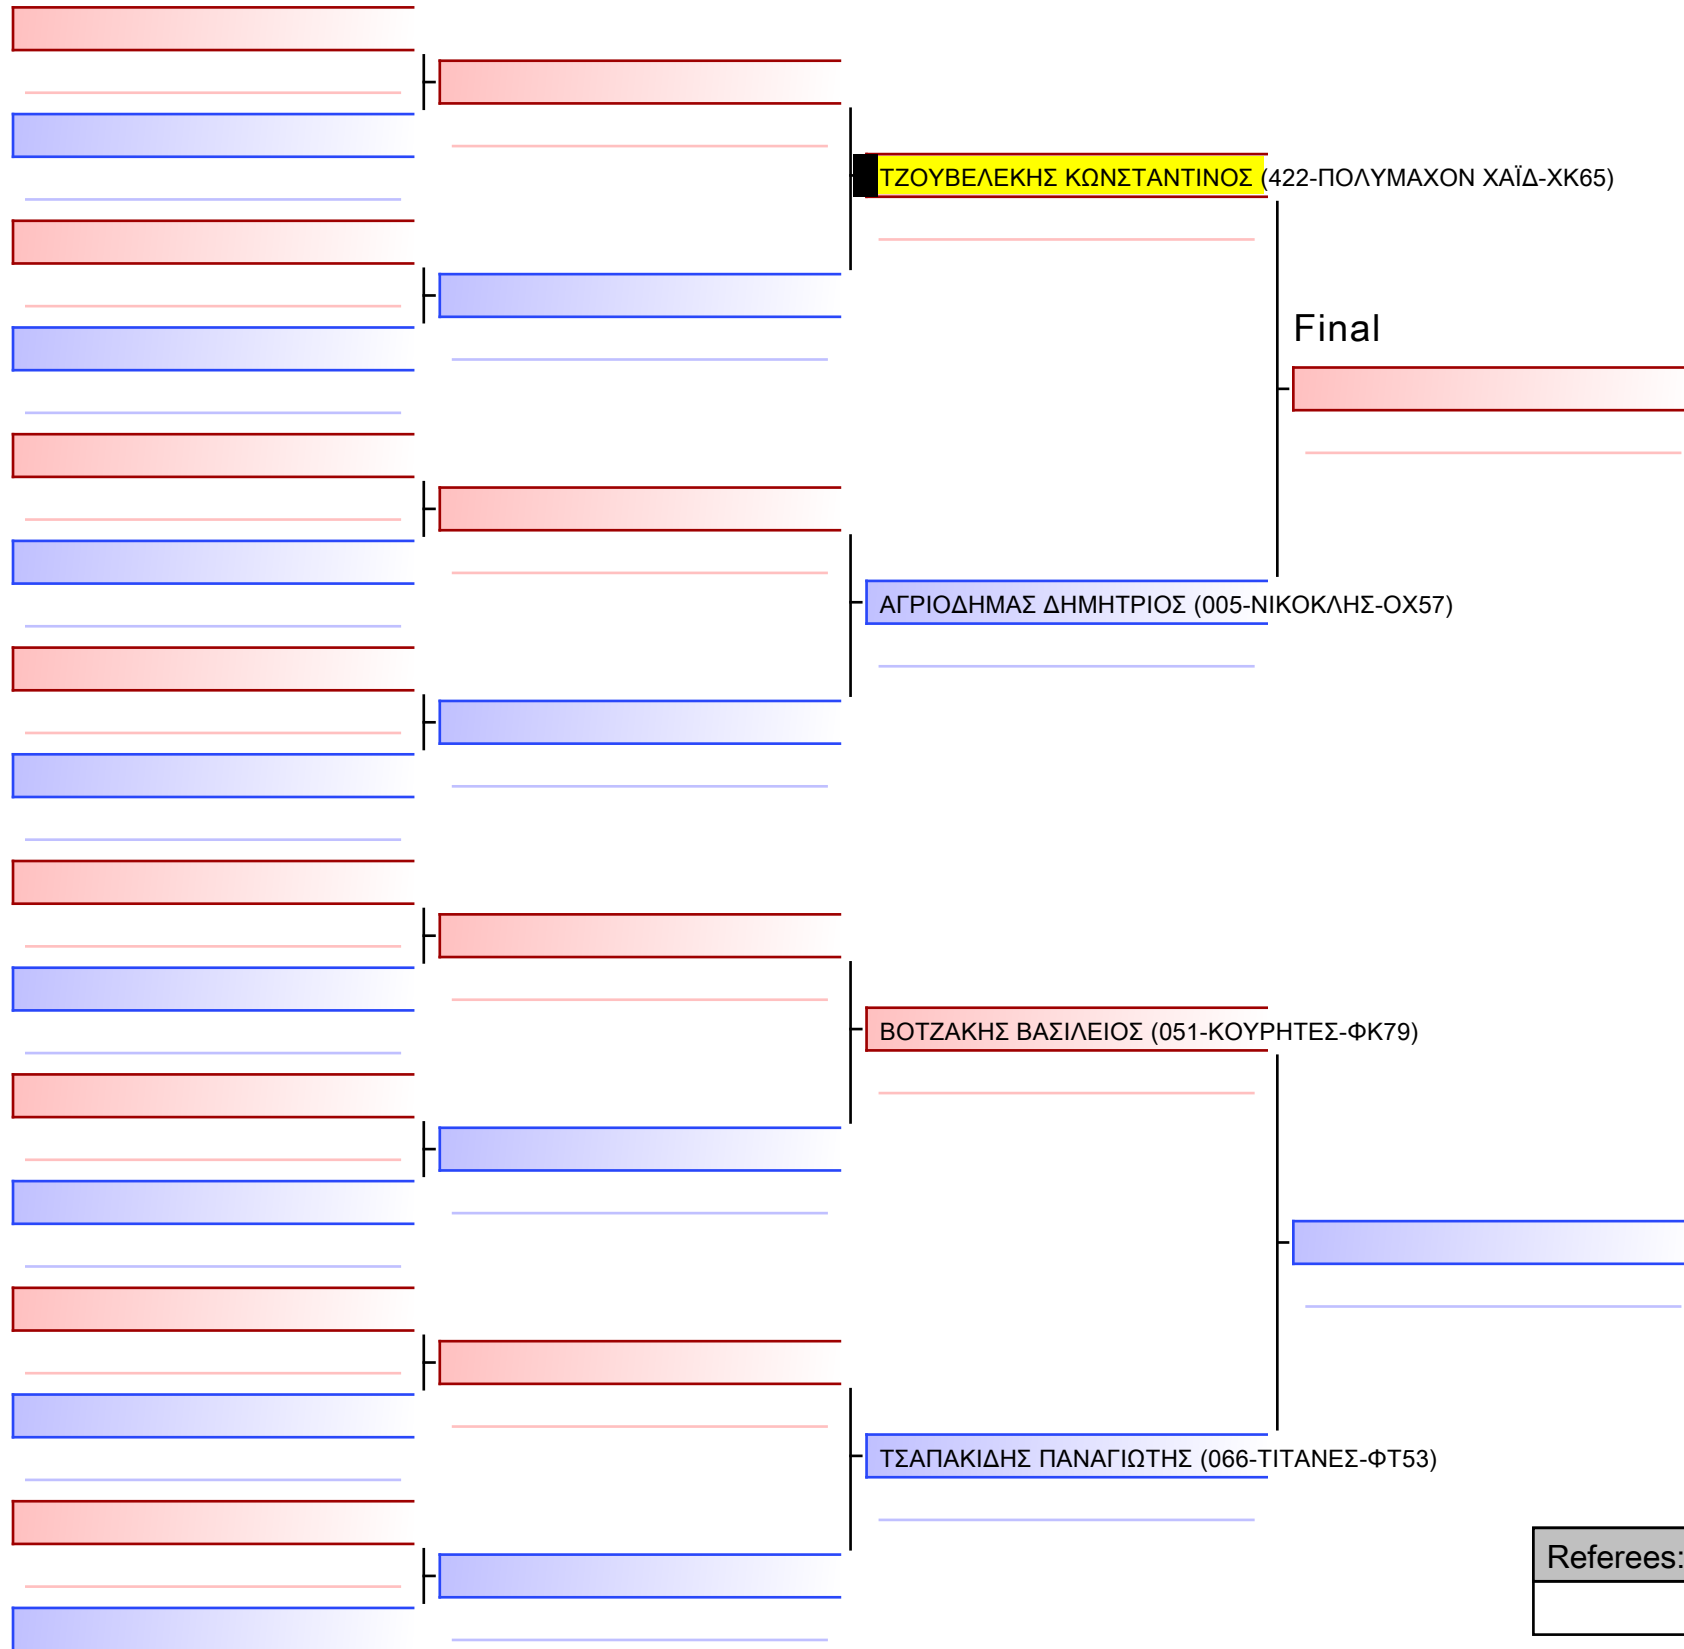 ΤΖΟΥΒΕΛΕΚΗΣ ΚΩΝΣΤΑΝΤΙΝΟΣ (422-ΠΟΛΥΜΑΧΟΝ ΧΑΪΔ-ΧΚ65)
Final
ΑΓΡΙΟΔΗΜΑΣ ΔΗΜΗΤΡΙΟΣ (005-ΝΙΚΟΚΛΗΣ-ΟΧ57)
ΒΟΤΖΑΚΗΣ ΒΑΣΙΛΕΙΟΣ (051-ΚΟΥΡΗΤΕΣ-ΦΚ79)
ΤΣΑΠΑΚΙΔΗΣ ΠΑΝΑΓΙΩΤΗΣ (066-ΤΙΤΑΝΕΣ-ΦΤ53)
Referees: